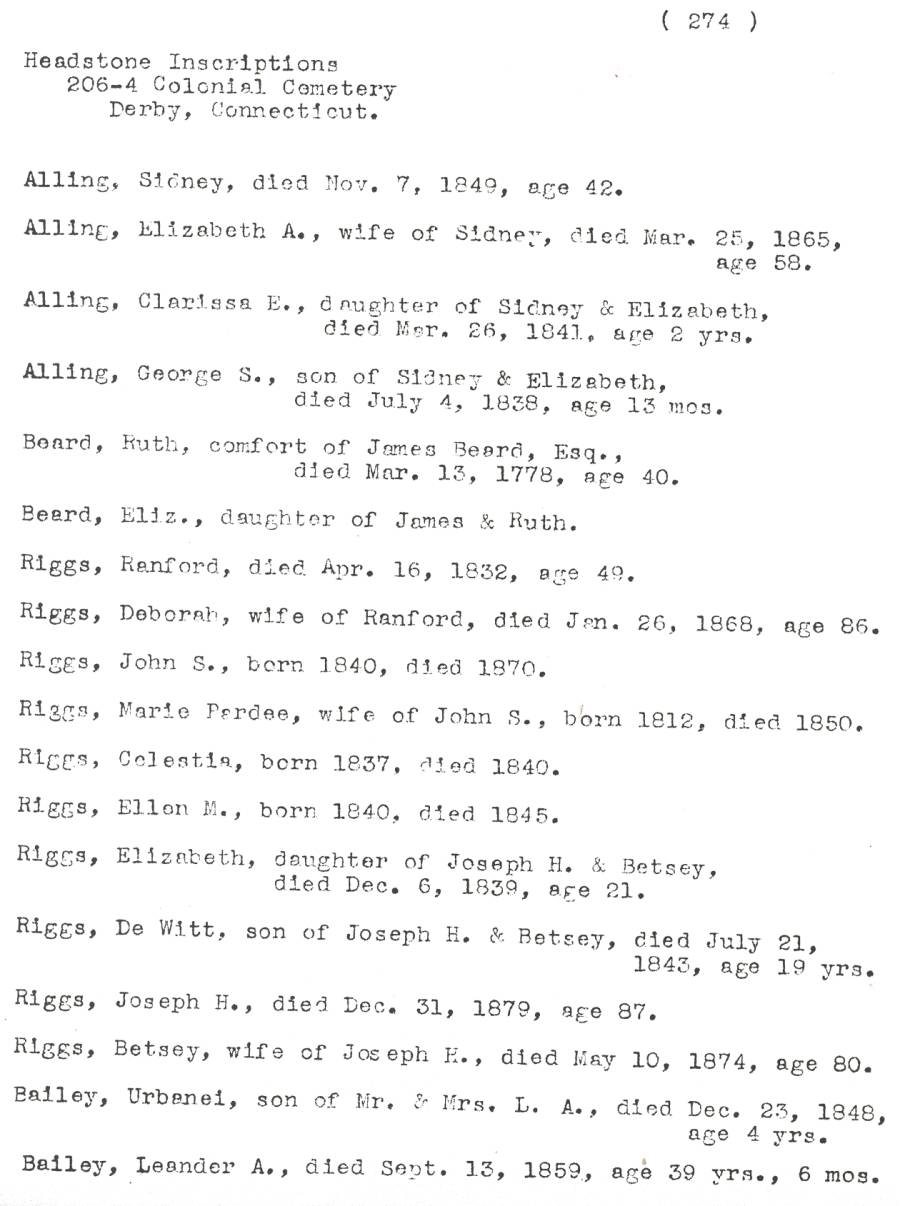 ( 274 )
Headstone Inscriptions
206-4 Colonial Cemetery
Derby, Connecticut.
Alling, Sidney, died Nov. 7, 1849, age 42.
Alling, Elizabeth A., wife of Sidney, died Mar. 25, 1865,
age 58.
Alling, Clarissa E., daughter of Sidney & Elizabeth,
died Mar. 26, 1841, age 2 yrs.
Alling, George S., son of Sidney & Elizabeth,
died July 4, 1838, age 13 mos.
Beard, Ruth, comfort of James Beard, Esq.,
died Mar. 13, 1778, age 40.
Beard, Eliz., daughter of James & Ruth.
Riggs, Ranford, died Apr. 16, 1832, age 49.
Riggs, Deborah, wife of Ranford, died Jan. 26, 1868, age 86.
Riggs, John S., born 1840, died 1870.
Riggs, Marie Pardee, wife of John S., born 1812, died 1850.
Riggs, Celestia, born 1837, died 1840.
Riggs, Ellen M., born 1840, died 1845.
Riggs, Elizabeth, daughter of Joseph H. & Betsey,
died Dec. 6, 1839, age 21.
Riggs, De Witt, son of Joseph H. & Betsey, died July 21,
1843, age 19 yrs.
Riggs, Joseph H., died Dec. 31, 1879, age 87.
Riggs, Betsey, wife of Joseph H., died May 10, 1874, age 80.
Bailey, Urbanei, son of Mr. & Mrs. L. A., died Dec. 23, 1848,
age 4 yrs.
Bailey, Leander A., died Sept. 13, 1859, age 39 yrs., 6 mos.